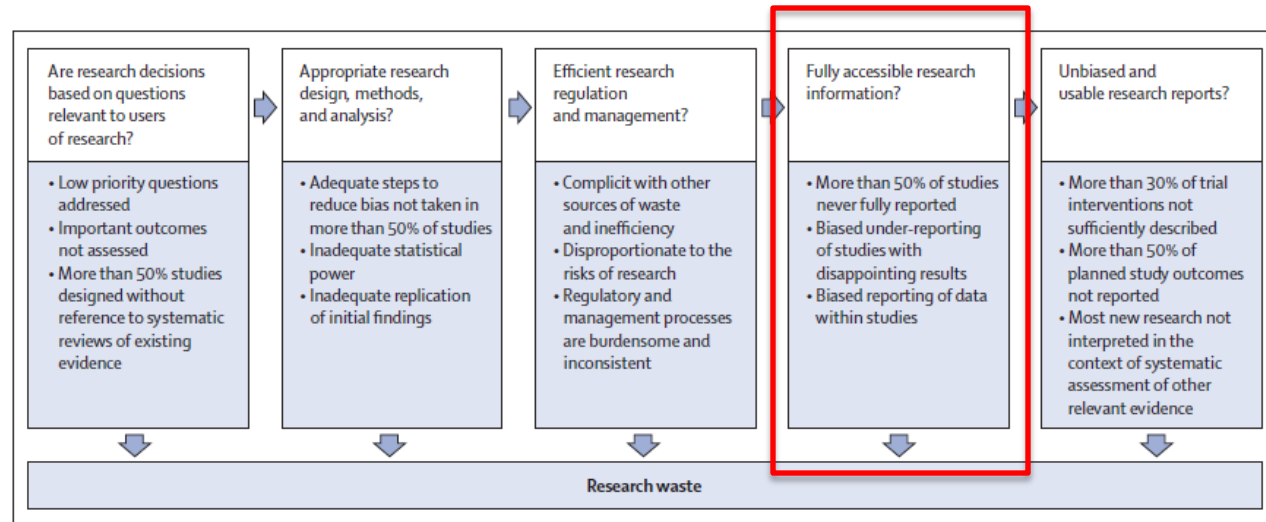 Are research decisions
based on questions
relevant to users
of research?
• Low priority questions
addressed
• Important outcomes
not assessed
• More than 50% studies
designed without
reference to systematic
reviews of existing
evidence
Appropriate research
design, methods,
and analysis?
• Adequate steps to
reduce bias not taken in
more than 50% of studies
• Inadequate statistical
power
• Inadequate replication
of initial findings
Efficient research
regulation
and management?
• Complicit with other
sources of waste
and inefficiency
• Disproportionate to the
risks of research
• Regulatory and
management processes
are burdensome and
inconsistent
Fully accessible research
information?
• More than 50% of studies
never fully reported
• Biased under-reporting
of studies with
disappointing results
• Biased reporting of data
within studies
Unbiased and
usable research reports?
• More than 30% of trial
interventions not
sufficiently described
• More than 50% of
planned study outcomes
not reported
• Most new research not
interpreted in the
context of systematic
assessment of other
relevant evidence
Research waste